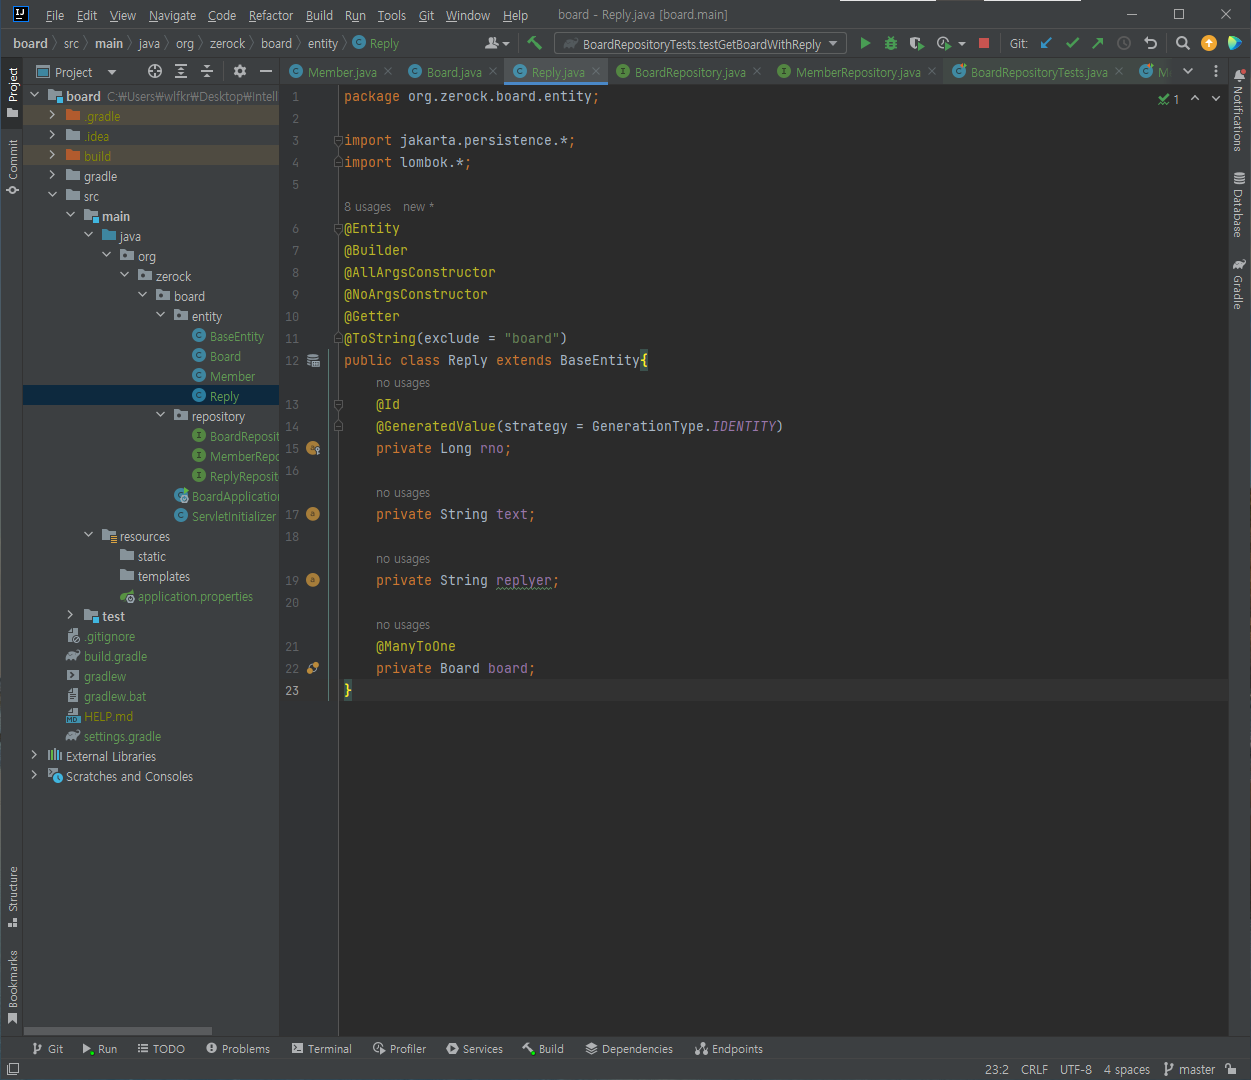 File Edit View Navigate Code Refactor Build Run Tools Git Window Help board - Reply.java [board.main]
board src main java org zerock board entity Reply BoardRepositoryTests.testGetBoardWithReply Git:
Project Member.java Board.java Reply.java BoardRepository.java MemberRepository.java BoardRepositoryTests.java M
Project
Commit
Structure
Bookmarks
board C:₩Users₩wlfkr₩Desktop₩Intell
.gradle
.idea
build
gradle
src
main
java
org
zerock
board
entity
BaseEntity
Board
Member
Reply
repository
BoardReposit
MemberRepo
ReplyReposit
BoardApplication
ServletInitializer
resources
static
templates
application.properties
test
.gitignore
build.gradle
gradlew
gradlew.bat
HELP.md
settings.gradle
External Libraries
Scratches and Consoles
1 package org.zerock.board.entity;
2
3 import jakarta.persistence.*;
4 import lombok.*;
5
8 usages new *
6 @Entity
7 @Builder
8 @AllArgsConstructor
9 @NoArgsConstructor
10 @Getter
11 @ToString(exclude = "board")
12 public class Reply extends BaseEntity{
no usages
13 @Id
14 @GeneratedValue(strategy = GenerationType.IDENTITY)
15 private Long rno;
16
no usages
17 private String text;
18
no usages
19 private String replyer;
20
no usages
21 @ManyToOne
22 private Board board;
23 }
1
Notifications
Database
Gradle
Git Run TODO Problems Terminal Profiler Services Build Dependencies Endpoints
23:2 CRLF UTF-8 4 spaces master